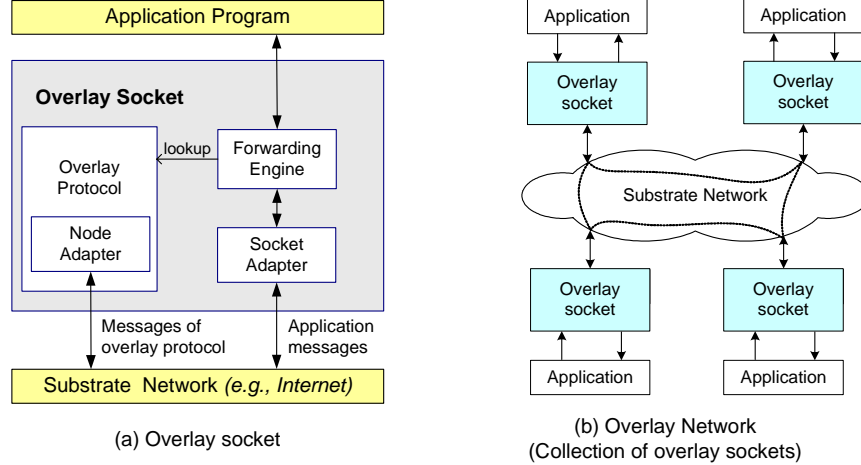 Application Program
Overlay Socket
lookup
Forwarding
Engine
Overlay
Protocol
Node
Adapter
Socket
Adapter
Messages of
overlay protocol
Application
messages
Substrate Network (e.g., Internet)
(a) Overlay socket
Application
Application
Overlay
socket
Overlay
socket
Substrate Network
Overlay
socket
Overlay
socket
Application
Application
(b) Overlay Network
(Collection of overlay sockets)